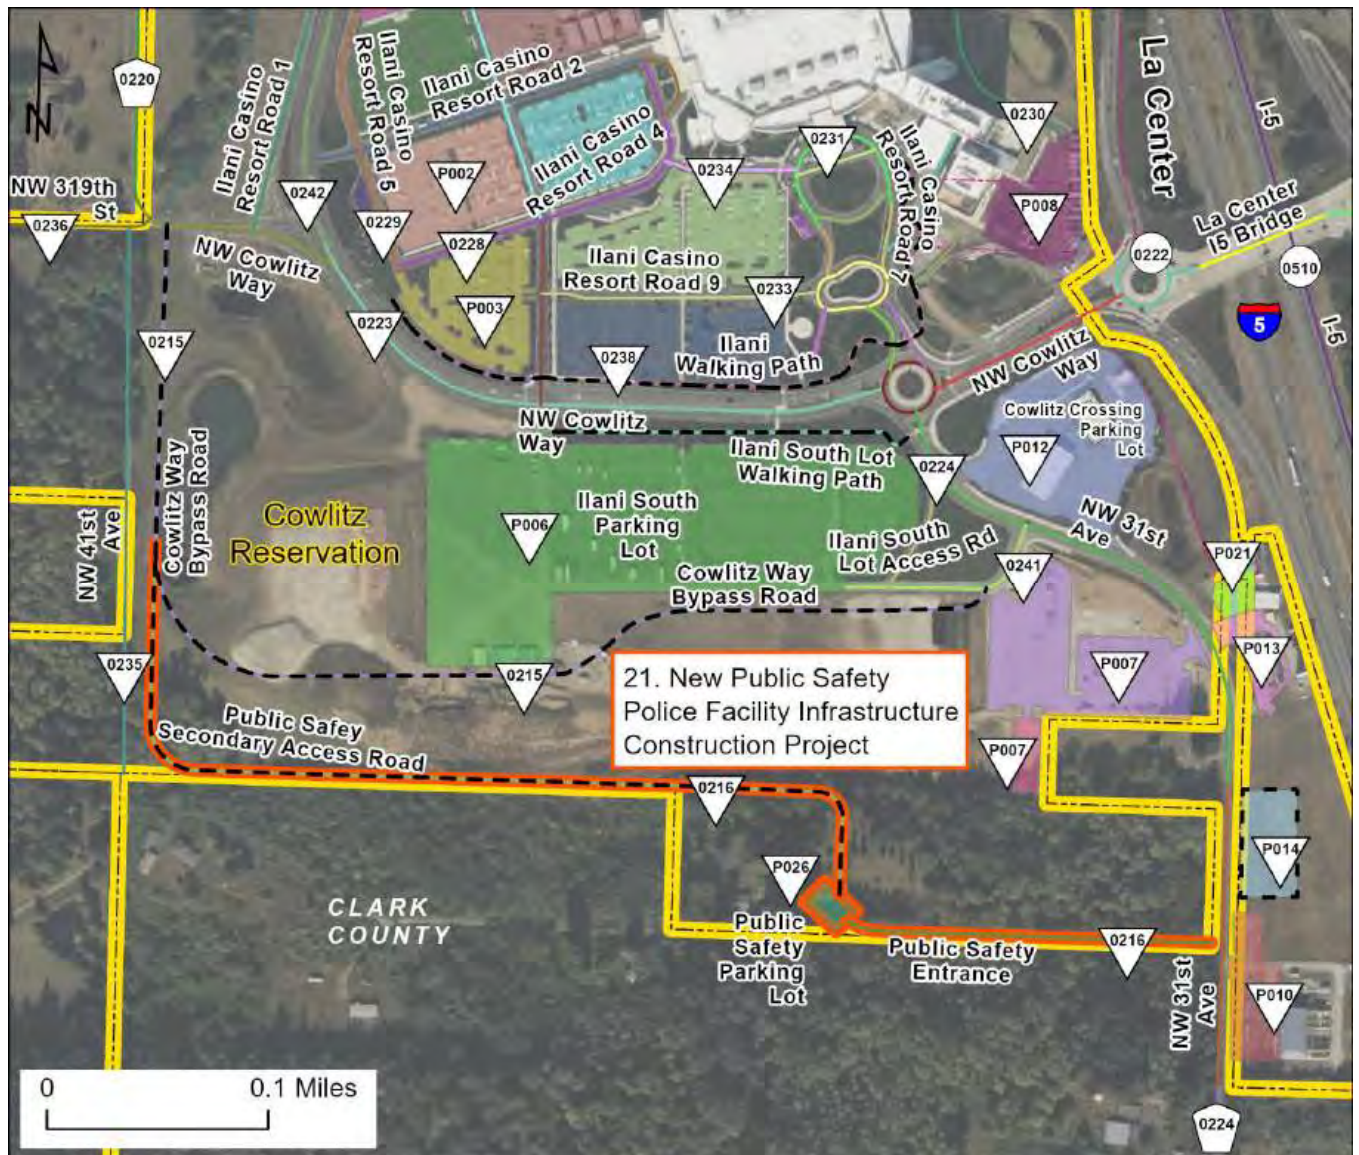 N
0220
Ilani Casino
Resort Road 1
Ilani Casino
Resort Road 5
Ilani Casino
Resort Road 2
Ilani Casino
Resort Road 4
Ilani Casino
Resort Road 7
0230
0231
0234
La Center
I-5
NW 319th
St
0236
0242
0229
P002
0228
P003
P008
La Center
I5 Bridge
0222
0510
5
I-5
NW Cowlitz
Way
0223
Ilani Casino
Resort Road 9
0233
0238
Ilani
Walking Path
0215
NW Cowlitz
Way
NW Cowlitz
Way
Cowlitz Crossing
Parking
Lot
P012
Ilani South Lot
Walking Path
0224
Cowlitz Way
Bypass Road
NW 41st
Ave
Cowlitz
Reservation
P006
Ilani South
Parking
Lot
Ilani South
Lot Access Rd
NW 31st
Ave
0241
P021
Cowlitz Way
Bypass Road
0235
0215
P007
P013
Public Safey
Secondary Access Road
21. New Public Safety
Police Facility Infrastructure
Construction Project
P007
0216
P026
P014
CLARK
COUNTY
Public
Safety
Parking
Lot
Public Safety
Entrance
0216
NW 31st
Ave
P010
0224
0 0.1 Miles